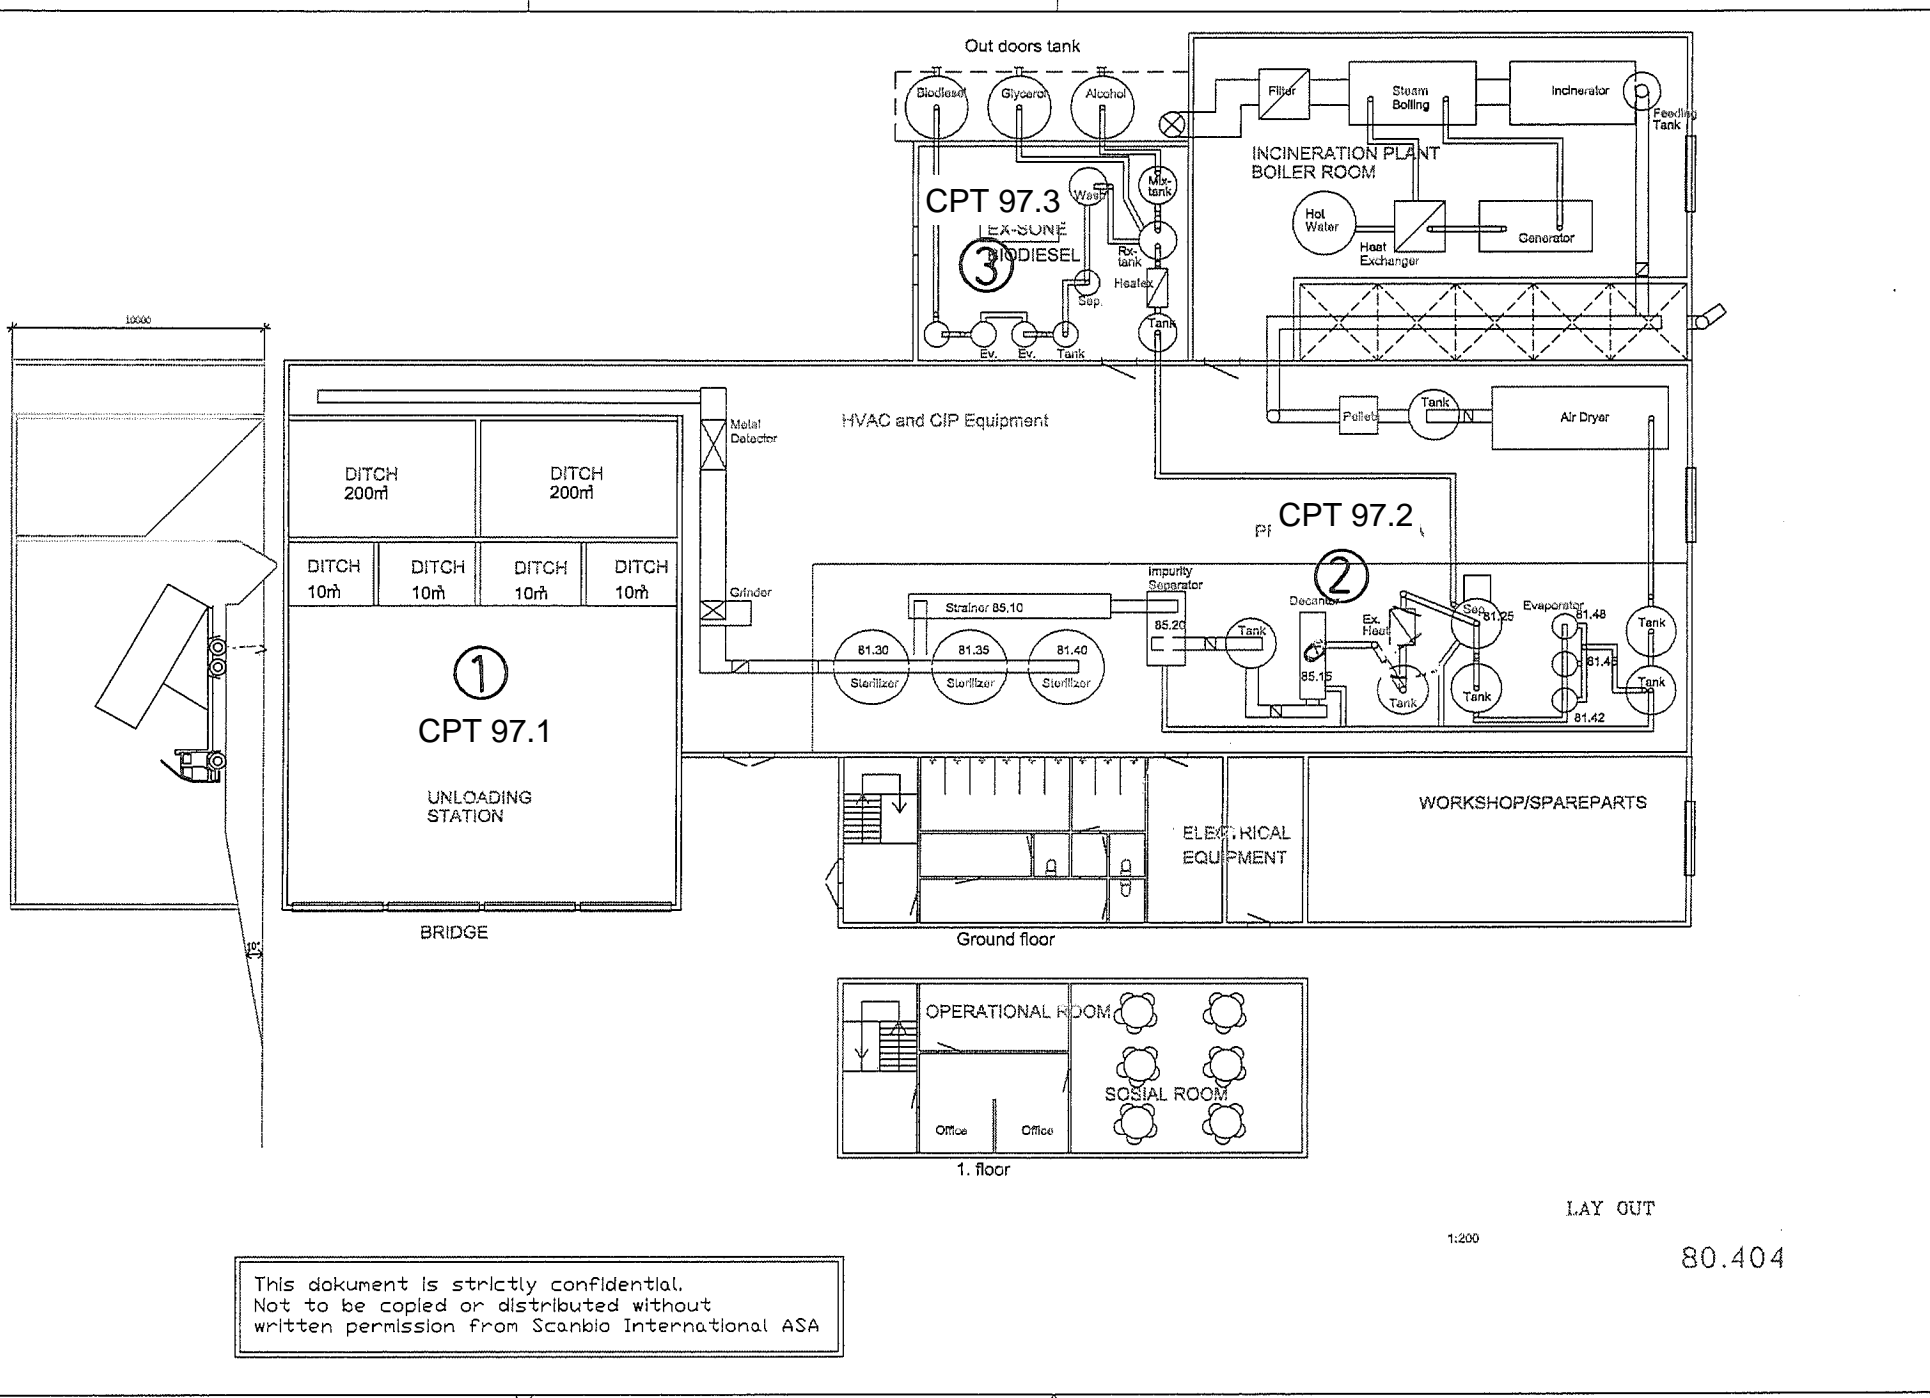 Out doors tank
Biodiesel
Glycerol
Alcohol
Filter
Steam
Boiling
Incinerator
Feeding
Tank
INCINERATION PLANT
BOILER ROOM
Mix-
tank
Wash
CPT 97.3
EX-SONE
BIODIESEL
3
Rx-
tank
Heatex
Sep.
Tank
Ev.
Ev.
Tank
Hot
Water
Heat
Exchanger
Generator
10000
HVAC and CIP Equipment
Metal
Detector
Pellets
Tank
Air Dryer
DITCH
200m³
DITCH
200m³
CPT 97.2
2
DITCH
10m³
DITCH
10m³
DITCH
10m³
DITCH
10m³
Grinder
Impurity
Separator
Strainer 85.10
85.20
Tank
Decanter
85.15
Ex.
Heat
Tank
Sep.
81.25
Tank
Evaporator
81.48
81.42
Tank
Tank
81.30
Sterilizer
81.35
Sterilizer
81.40
Sterilizer
1
CPT 97.1
UNLOADING
STATION
BRIDGE
10°
ELECTRICAL
EQUIPMENT
WORKSHOP/SPAREPARTS
Ground floor
OPERATIONAL ROOM
SOSIAL ROOM
Office
Office
1. floor
LAY OUT
1:200
80.404
This dokument is strictly confidential.
Not to be copied or distributed without
written permission from Scanbio International ASA